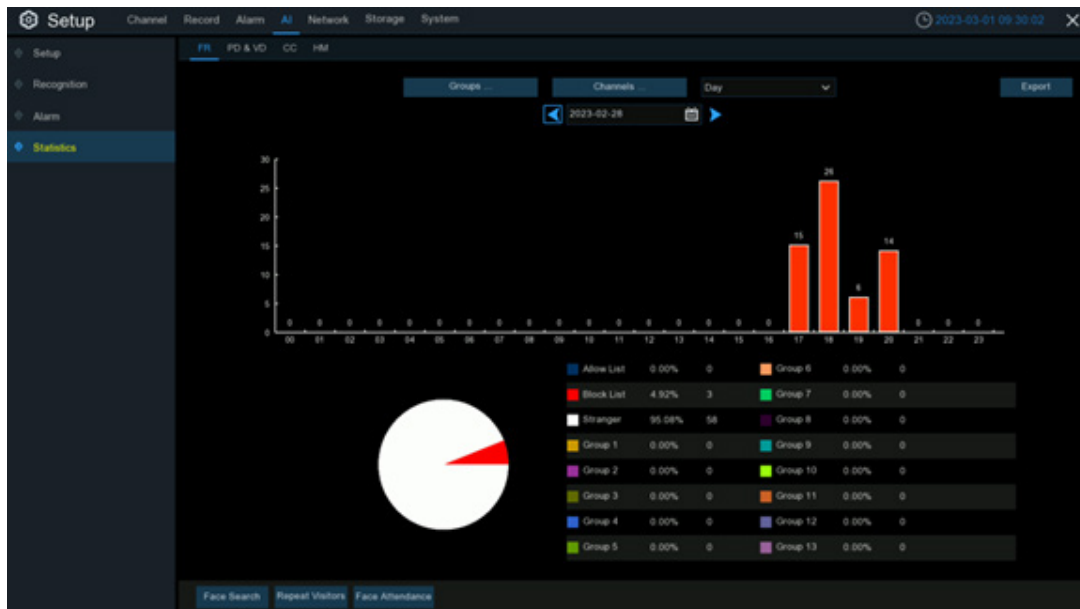 Setup Channel Record Alarm AI Network Storage System 2023-03-01 09:30:02
Setup
Recognition
Alarm
Statistics
FR PD & VD CC HM
Groups ... Channels ... Day Export
2023-02-28
30
25
20
15
10
5
0
0 0 0 0 0 0 0 0 0 0 0 0 0 0 0 0 0 15 26 6 14 0 0 0
00 01 02 03 04 05 06 07 08 09 10 11 12 13 14 15 16 17 18 19 20 21 22 23
Allow List 0.00% 0 Group 6 0.00% 0
Block List 4.92% 3 Group 7 0.00% 0
Stranger 95.08% 58 Group 8 0.00% 0
Group 1 0.00% 0 Group 9 0.00% 0
Group 2 0.00% 0 Group 10 0.00% 0
Group 3 0.00% 0 Group 11 0.00% 0
Group 4 0.00% 0 Group 12 0.00% 0
Group 5 0.00% 0 Group 13 0.00% 0
Face Search Repeat Visitors Face Attendance